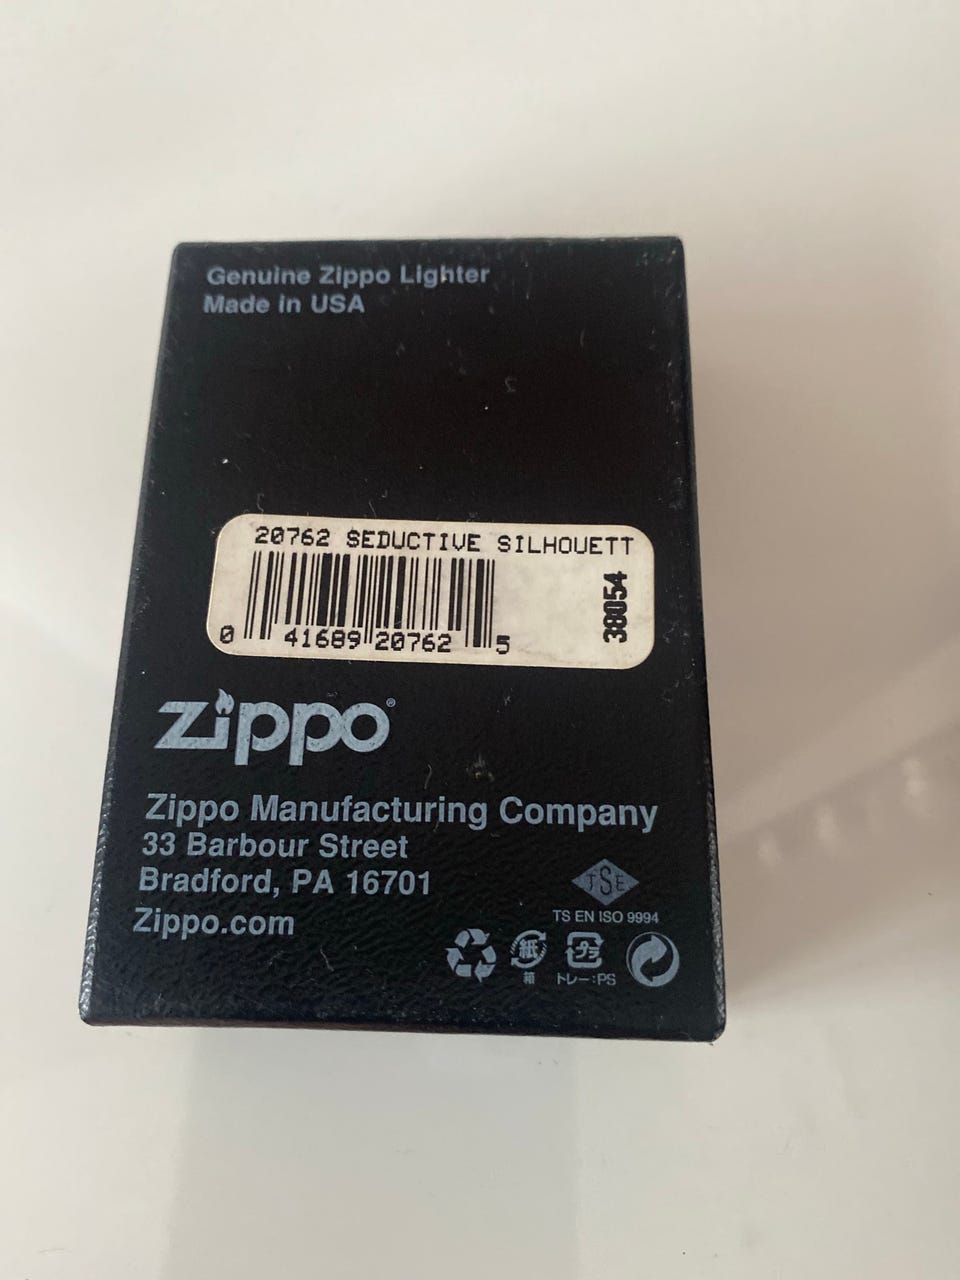 Genuine Zippo Lighter
Made in USA
20762 SEDUCTIVE SILHOUETT
38054
0 41689 20762 5
zippo®
Zippo Manufacturing Company
33 Barbour Street
Bradford, PA 16701
Zippo.com
TSE
TS EN ISO 9994
紙 プラ
箱 トレー:PS